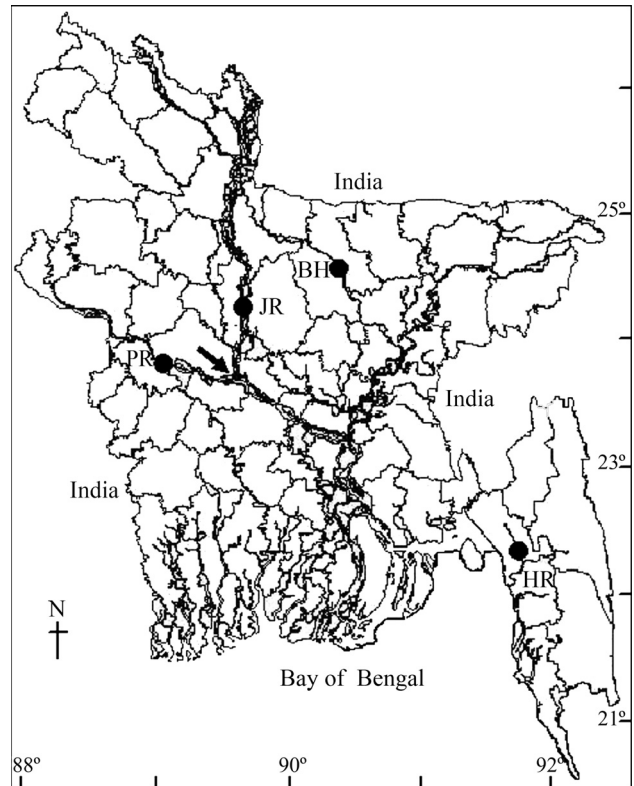 India
25º
BH
JR
PR
India
23º
India
HR
N
Bay of Bengal
21º
88º
90º
92º